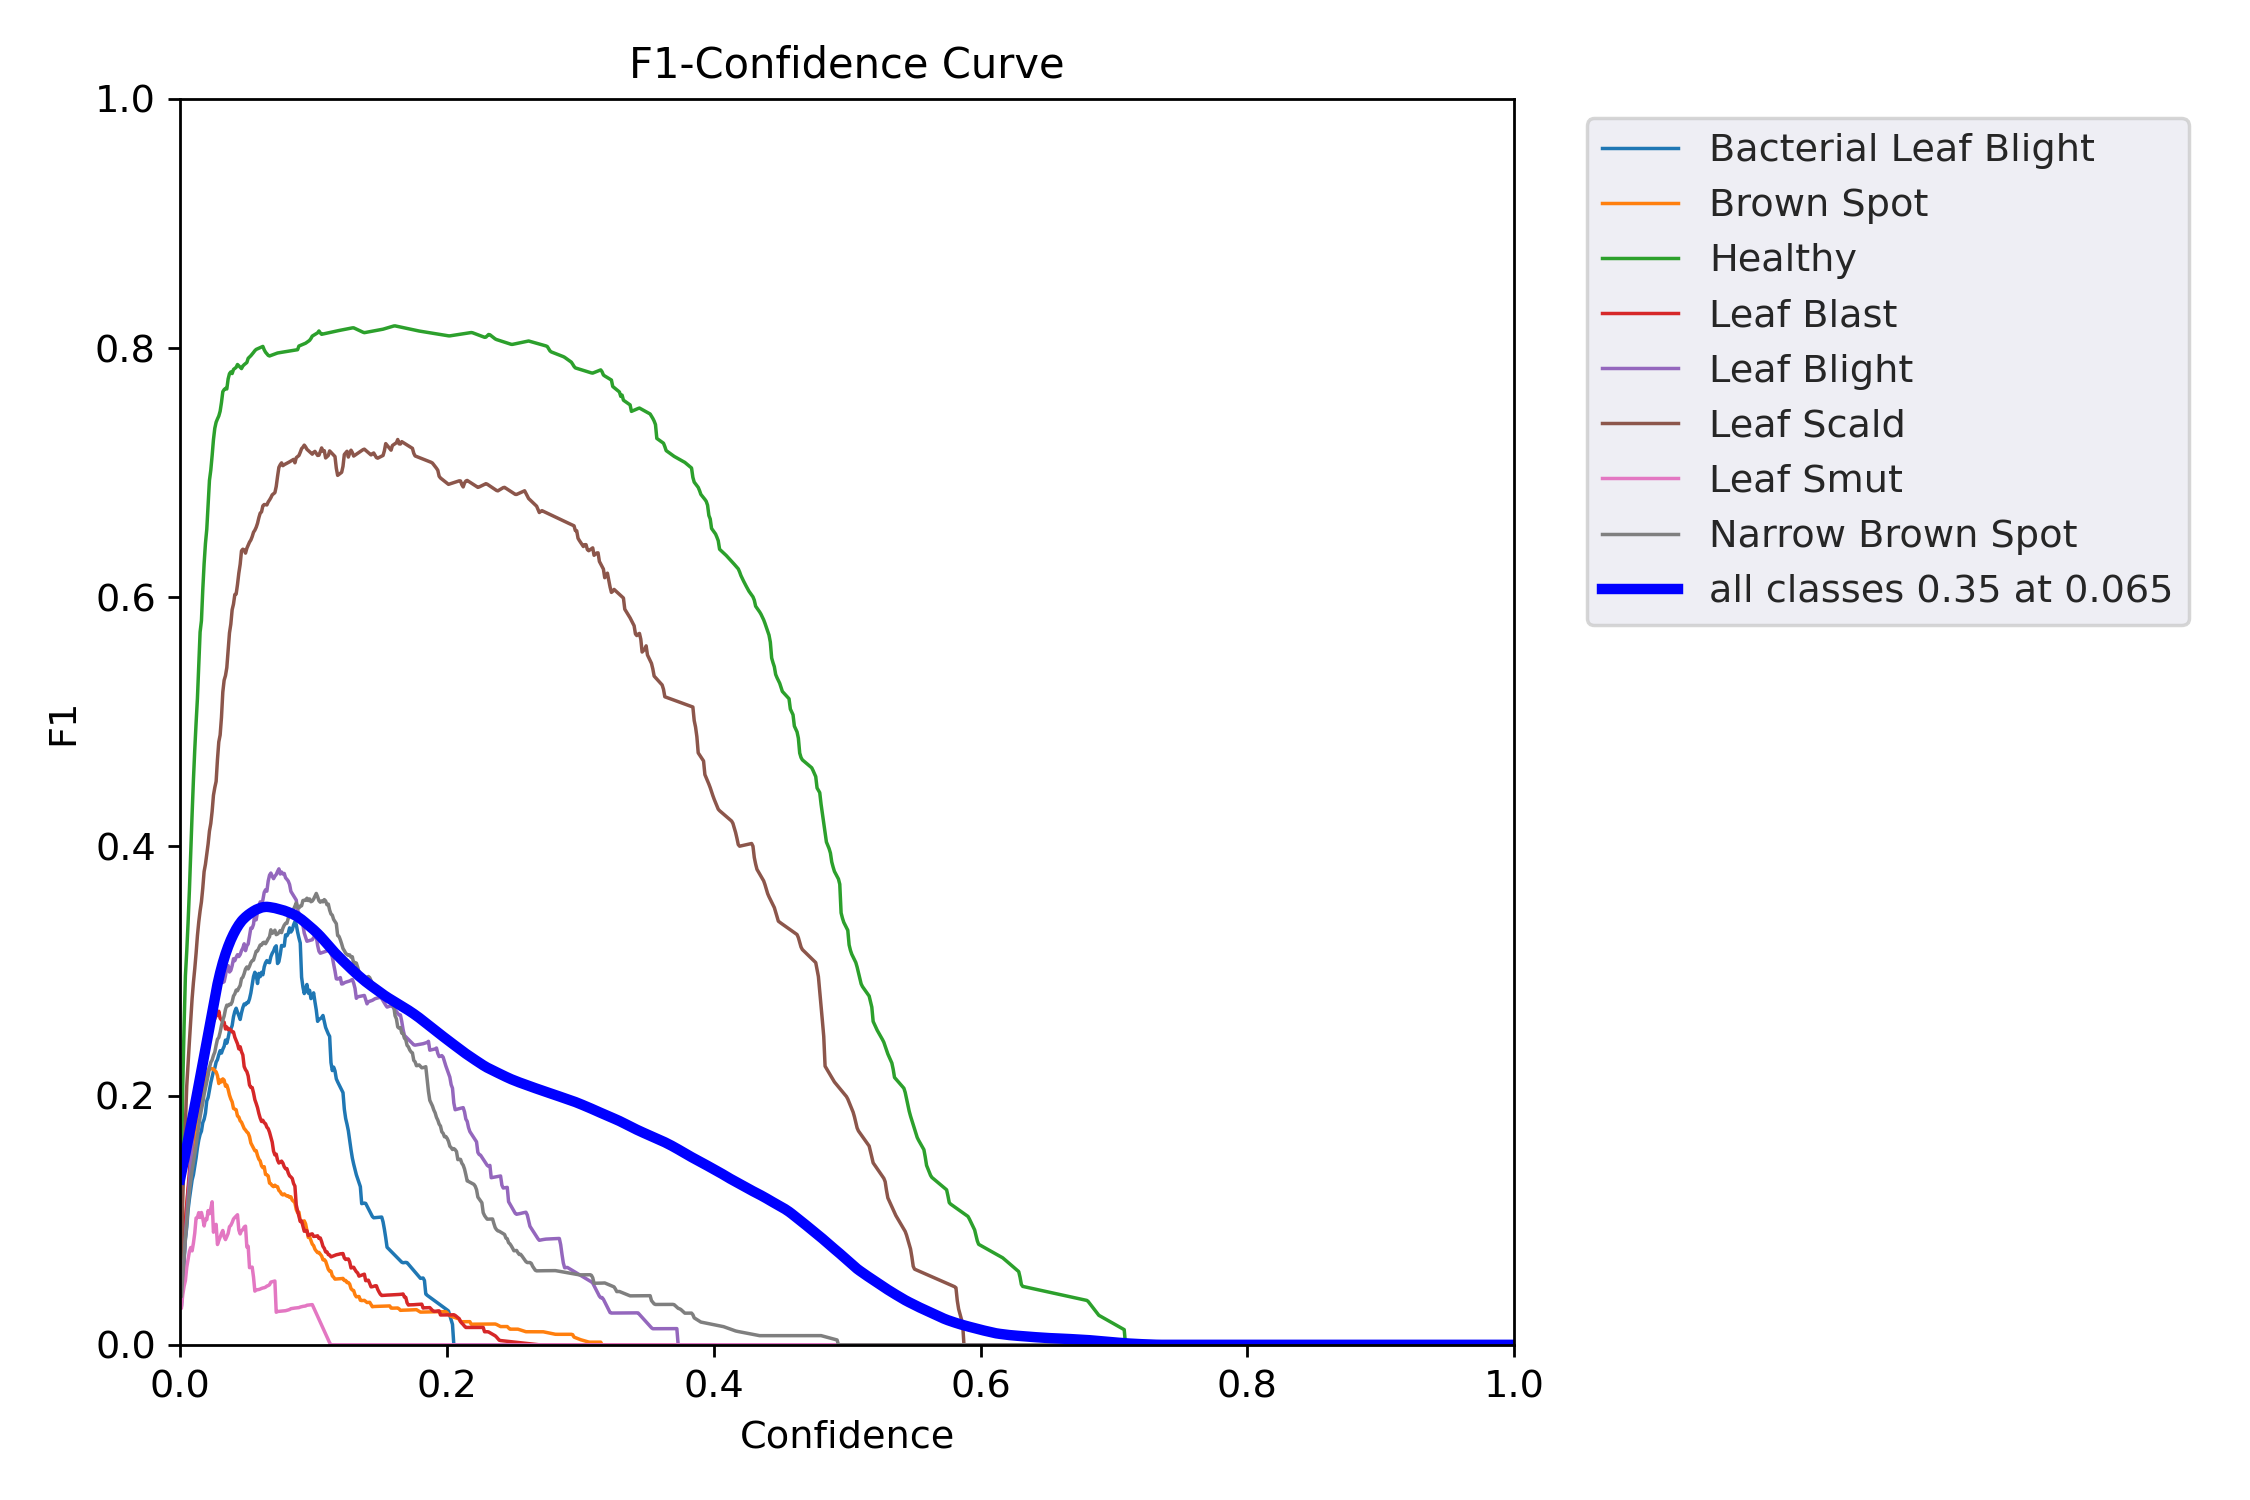 F1-Confidence Curve
1.0
0.8
0.6
0.4
0.2
0.0
F1
0.0 0.2 0.4 0.6 0.8 1.0
Confidence
Bacterial Leaf Blight
Brown Spot
Healthy
Leaf Blast
Leaf Blight
Leaf Scald
Leaf Smut
Narrow Brown Spot
all classes 0.35 at 0.065